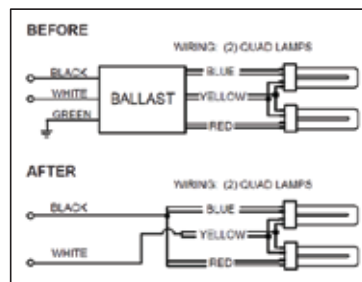 BEFORE
WIRING: (2) QUAD LAMPS
BLACK
BLUE
WHITE
BALLAST
YELLOW
GREEN
RED
AFTER
WIRING: (2) QUAD LAMPS
BLACK
BLUE
YELLOW
WHITE
RED